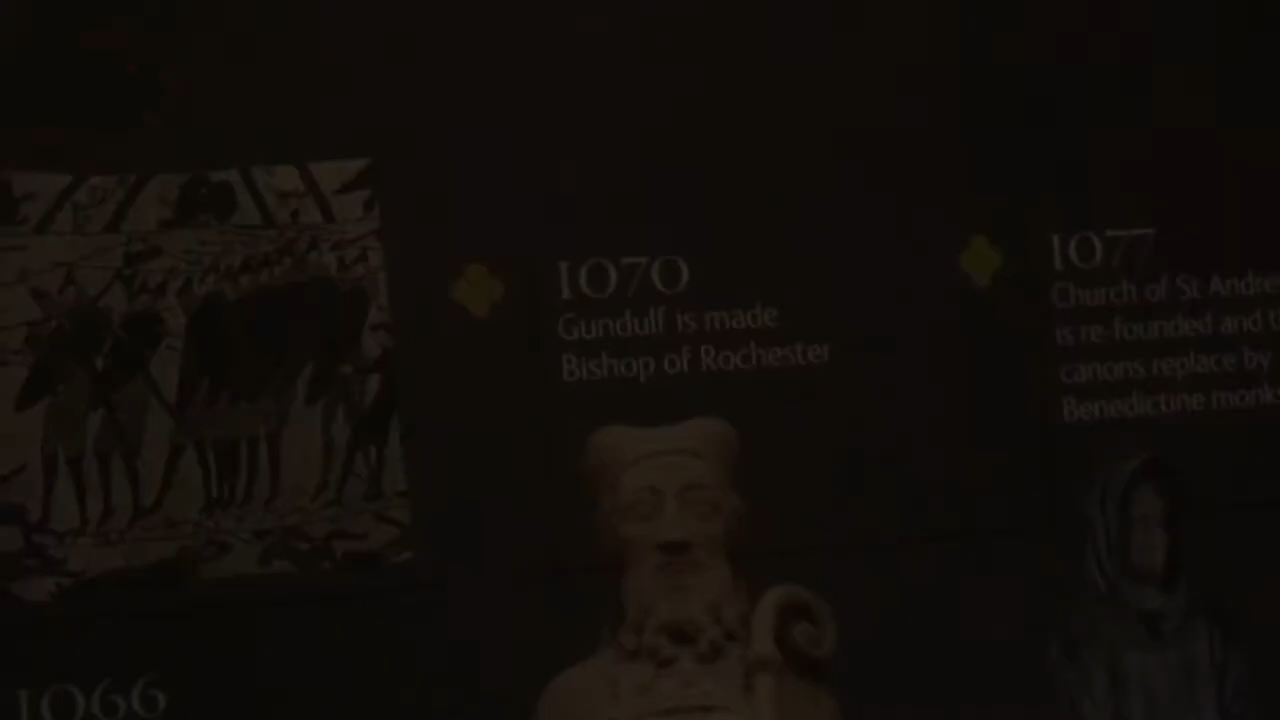 1070
Gundulf is made
Bishop of Rochester
1077
Church of St Andre
is re-founded and t
canons replace by
Benedictine monk
1066